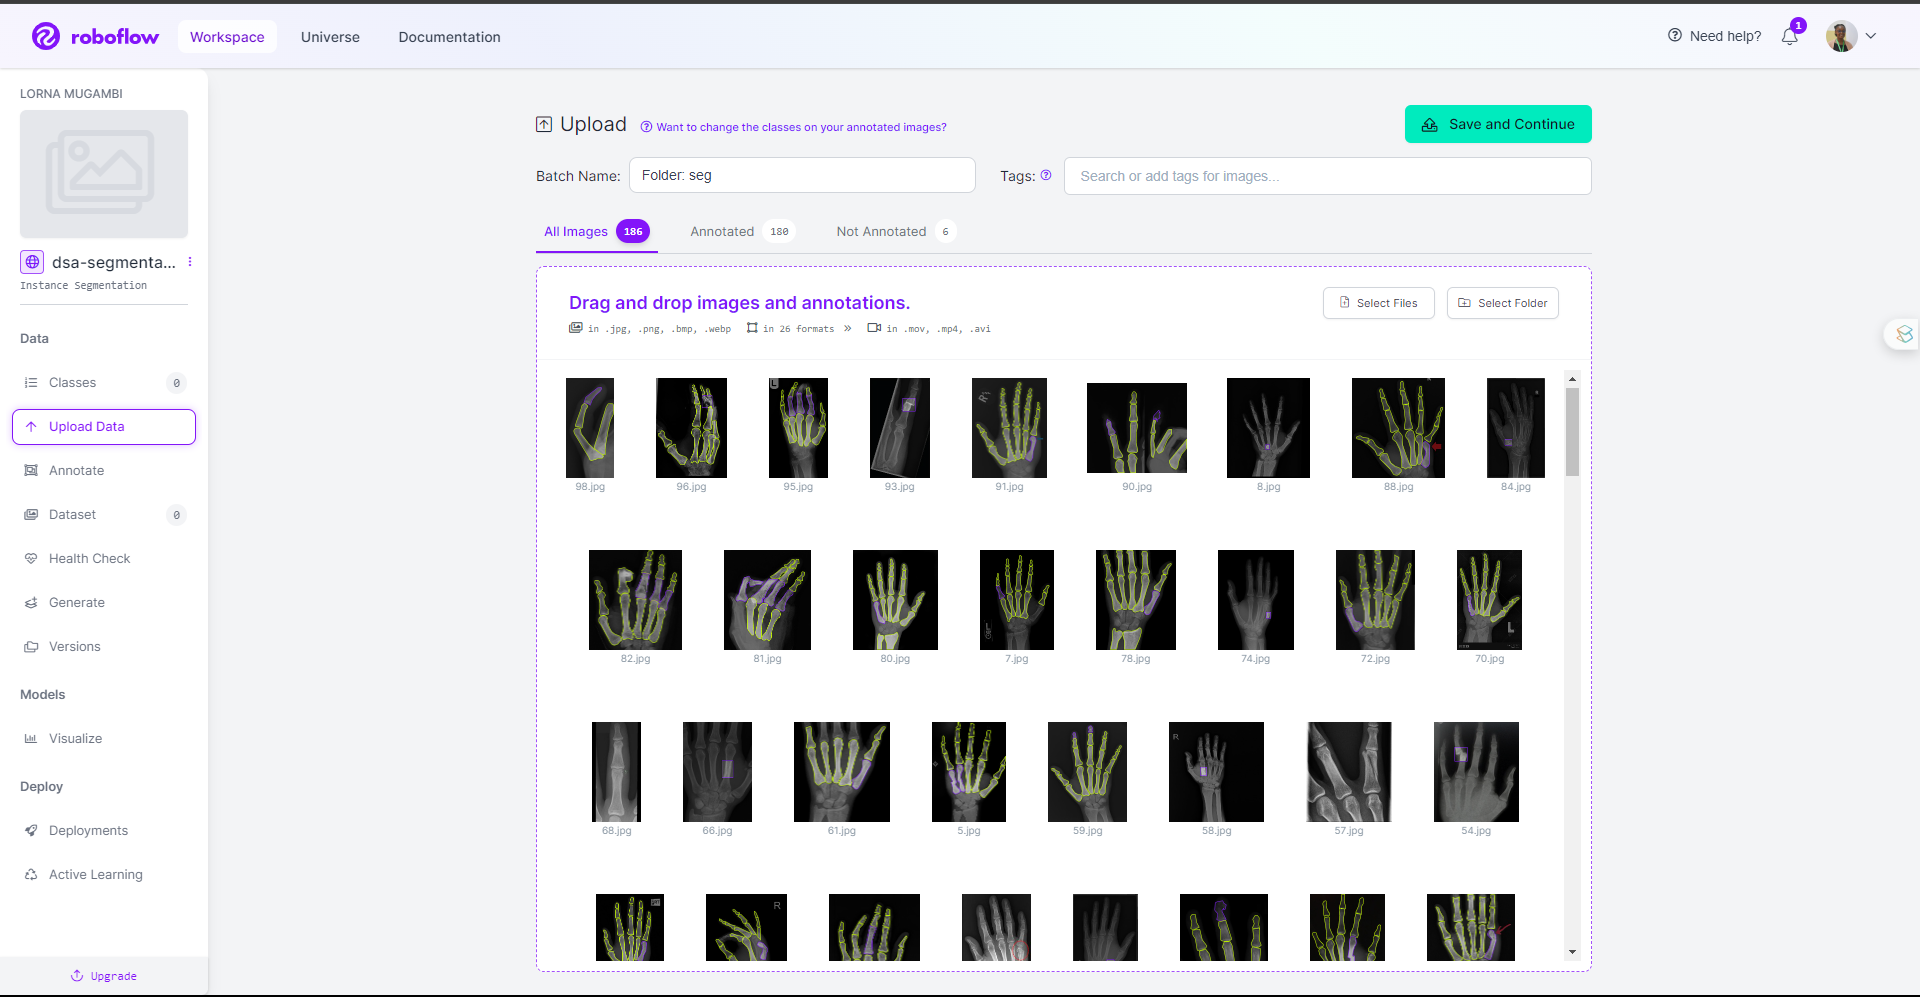 roboflow
Workspace
Universe
Documentation
Need help?
1
LORNA MUGAMBI
dsa-segmenta...
Instance Segmentation
Data
Classes 0
Upload Data
Annotate
Dataset 0
Health Check
Generate
Versions
Models
Visualize
Deploy
Deployments
Active Learning
Upgrade
Upload
Want to change the classes on your annotated images?
Save and Continue
Batch Name: Folder: seg
Tags: Search or add tags for images...
All Images 186
Annotated 180
Not Annotated 6
Drag and drop images and annotations.
in .jpg, .png, .bmp, .webp
in 26 formats »
in .mov, .mp4, .avi
Select Files
Select Folder
L
R
98.jpg 96.jpg 95.jpg 93.jpg 91.jpg 90.jpg 8.jpg 88.jpg 84.jpg
L
82.jpg 81.jpg 80.jpg 7.jpg 78.jpg 74.jpg 72.jpg 70.jpg
R
68.jpg 66.jpg 61.jpg 5.jpg 59.jpg 58.jpg 57.jpg 54.jpg
R